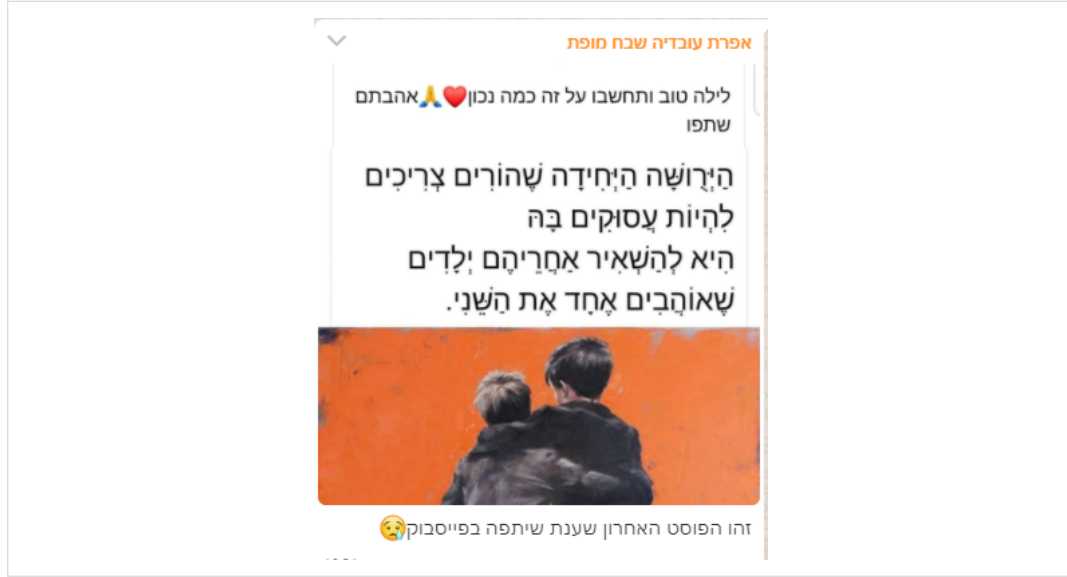 אפרת עובדיה שבח מופת
לילה טוב ותחשבו על זה כמה נכון❤️🙏אהבתם
שתפו
הַיְּרֻוּשָּׁה הַיְּחִידָה שֶׁהוֹרִים צְרִיכִים
לִהְיוֹת עֲסוּקִים בָּהּ
הִיא לְהַשְׁאִיר אַחֲרֵיהֶם יְלָדִים
שֶׁאוֹהֲבִים אֶחָד אֶת הַשֵּׁנִי.
זהו הפוסט האחרון שענת שיתפה בפייסבוק😢